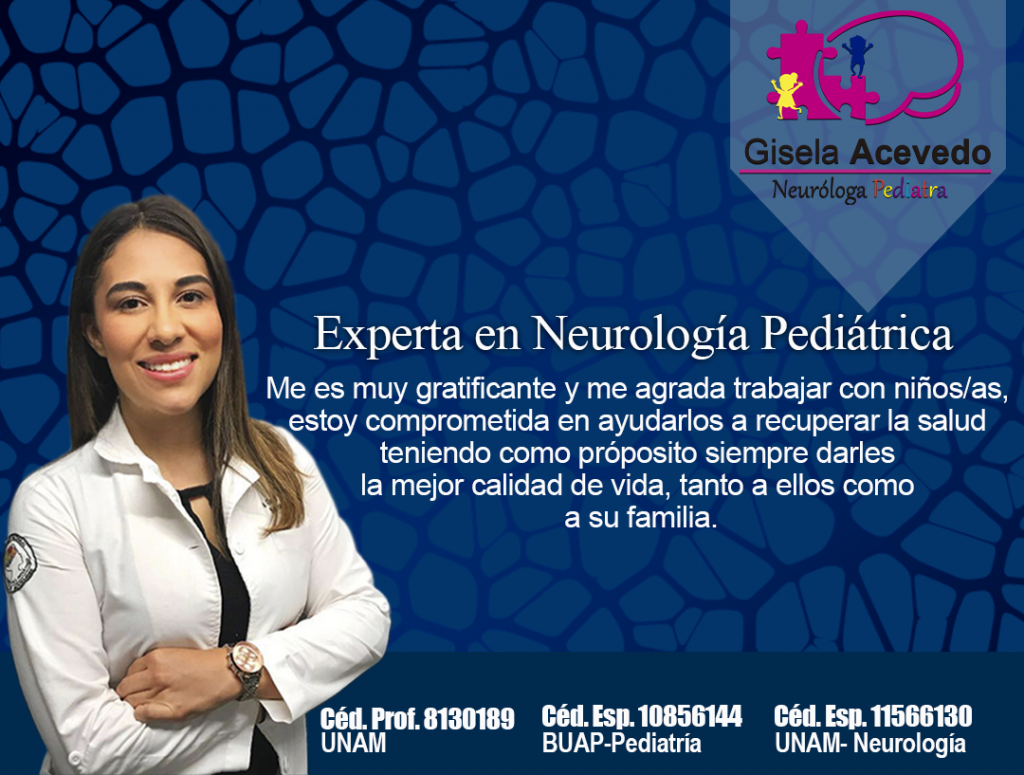 Gisela Acevedo
Neuróloga Pediatra
Experta en Neurología Pediátrica
Me es muy gratificante y me agrada trabajar con niños/as,
estoy comprometida en ayudarlos a recuperar la salud
teniendo como próposito siempre darles
la mejor calidad de vida, tanto a ellos como
a su familia.
Céd. Prof. 8130189
UNAM
Céd. Esp. 10856144
BUAP-Pediatría
Céd. Esp. 11566130
UNAM- Neurología